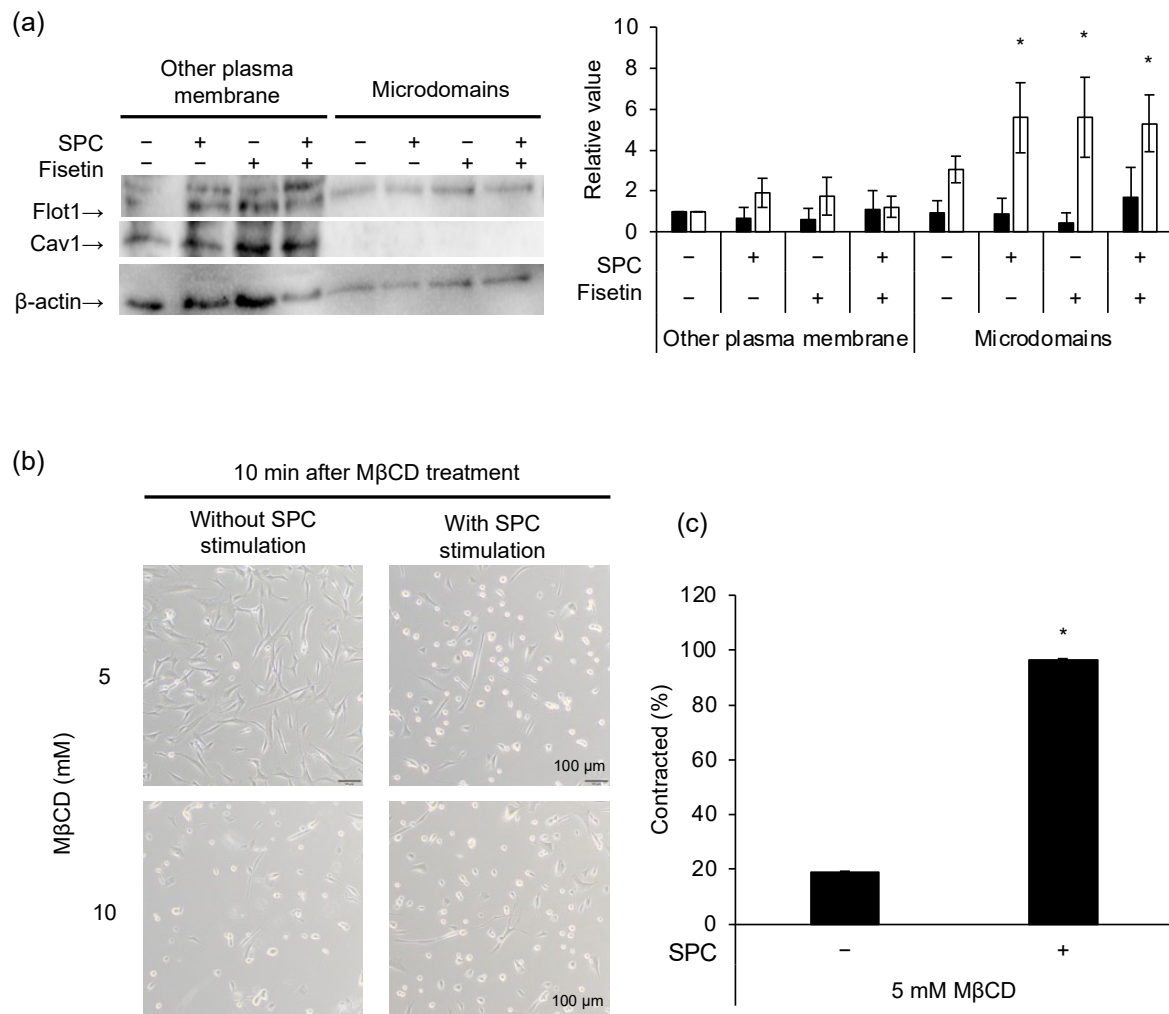 (a)
Other plasma
membrane
Microdomains
SPC − + − + − + − +
Fisetin − − + + − − + +
Flot1→
Cav1→
β-actin→
Relative value
10
8
6
4
2
0
* * *
SPC − + − + − + − +
Fisetin − − + + − − + +
Other plasma membrane Microdomains
(b)
10 min after MβCD treatment
Without SPC
stimulation
With SPC
stimulation
MβCD (mM)
5
100 μm
10
100 μm
(c)
Contracted (%)
120
100
80
60
40
20
0
*
SPC − +
5 mM MβCD